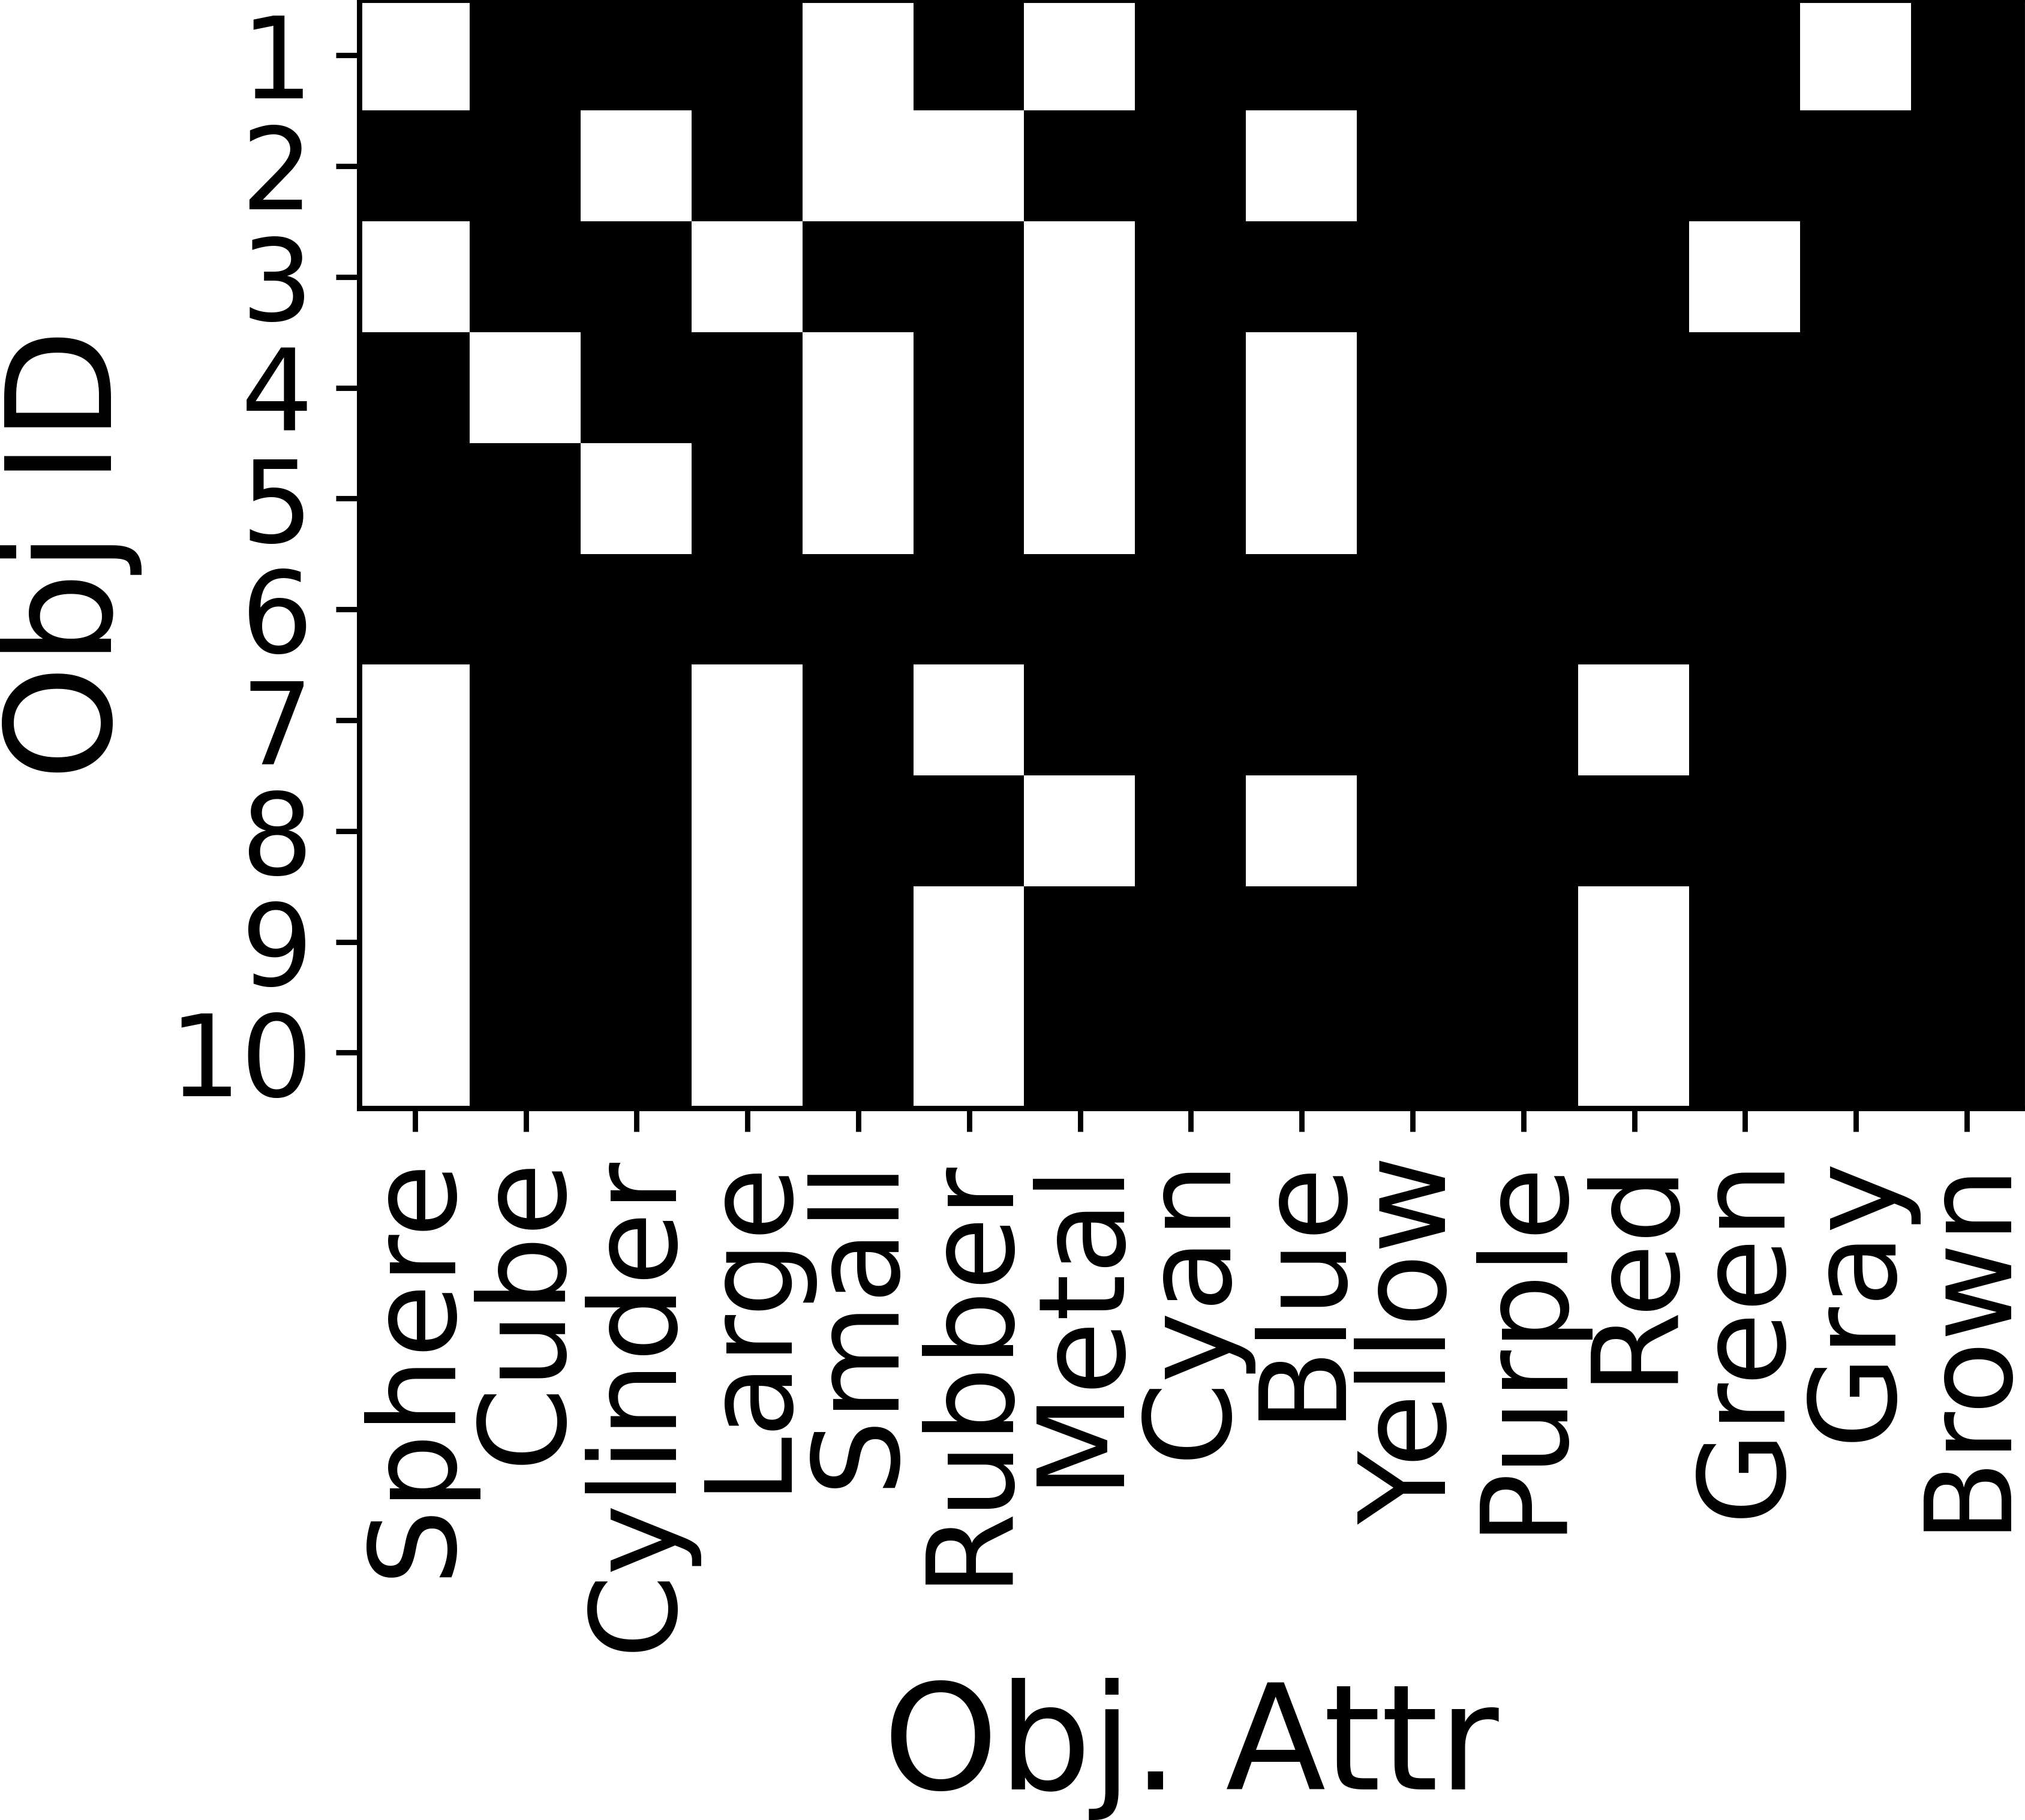 Obj ID
1
2
3
4
5
6
7
8
9
10
Sphere
Cube
Cylinder
Large
Small
Rubber
Metal
Cyan
Blue
Yellow
Purple
Red
Green
Gray
Brown
Obj. Attr